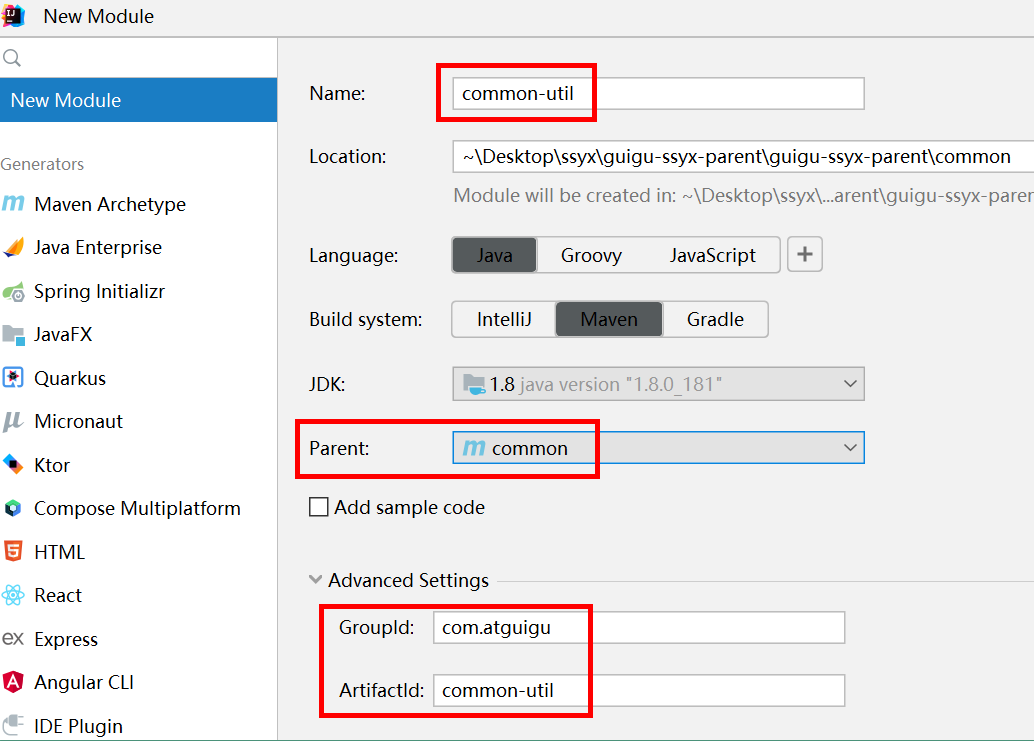 New Module
New Module
Generators
Maven Archetype
Java Enterprise
Spring Initializr
JavaFX
Quarkus
Micronaut
Ktor
Compose Multiplatform
HTML
React
Express
Angular CLI
IDE Plugin
Name: common-util
Location: ~\Desktop\ssyx\guigu-ssyx-parent\guigu-ssyx-parent\common
Module will be created in: ~\Desktop\ssyx\...arent\guigu-ssyx-paren
Language: Java Groovy JavaScript +
Build system: IntelliJ Maven Gradle
JDK: 1.8 java version "1.8.0_181"
Parent: common
Add sample code
Advanced Settings
GroupId: com.atguigu
ArtifactId: common-util